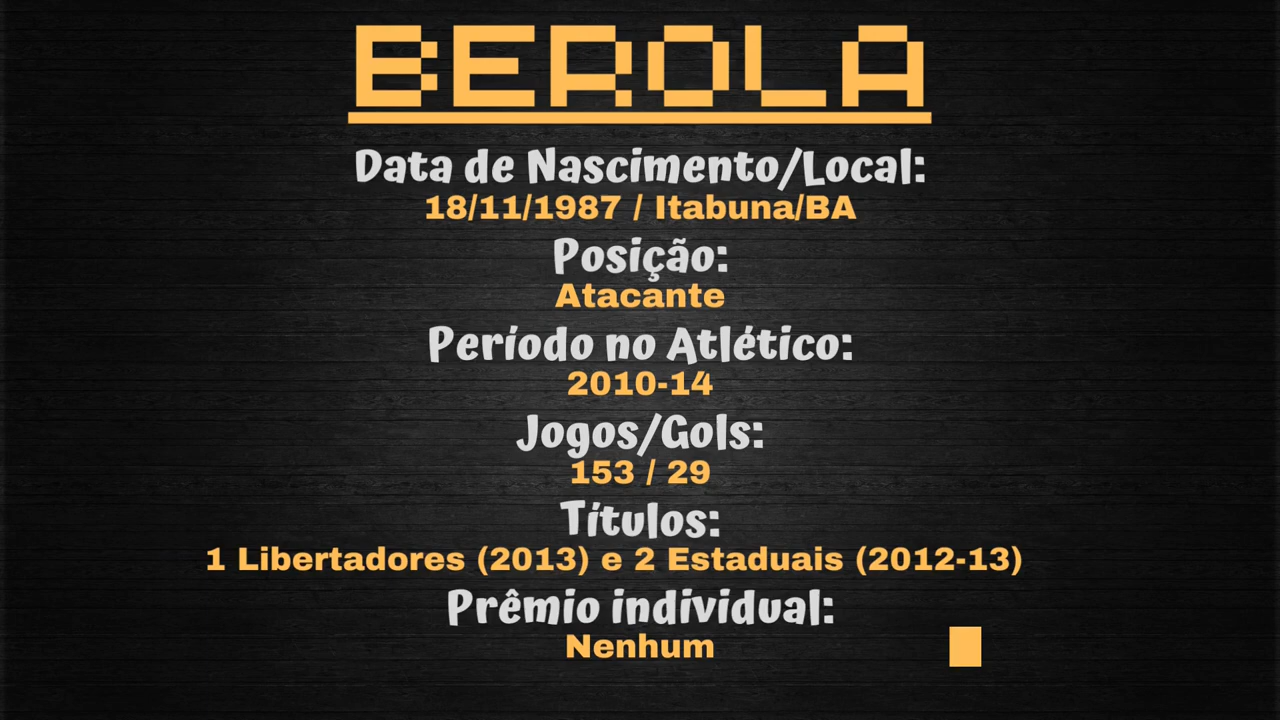 BEROLA
Data de Nascimento/Local:
18/11/1987 / Itabuna/BA
Posição:
Atacante
Período no Atlético:
2010-14
Jogos/Gols:
153 / 29
Títulos:
1 Libertadores (2013) e 2 Estaduais (2012-13)
Prêmio individual:
Nenhum